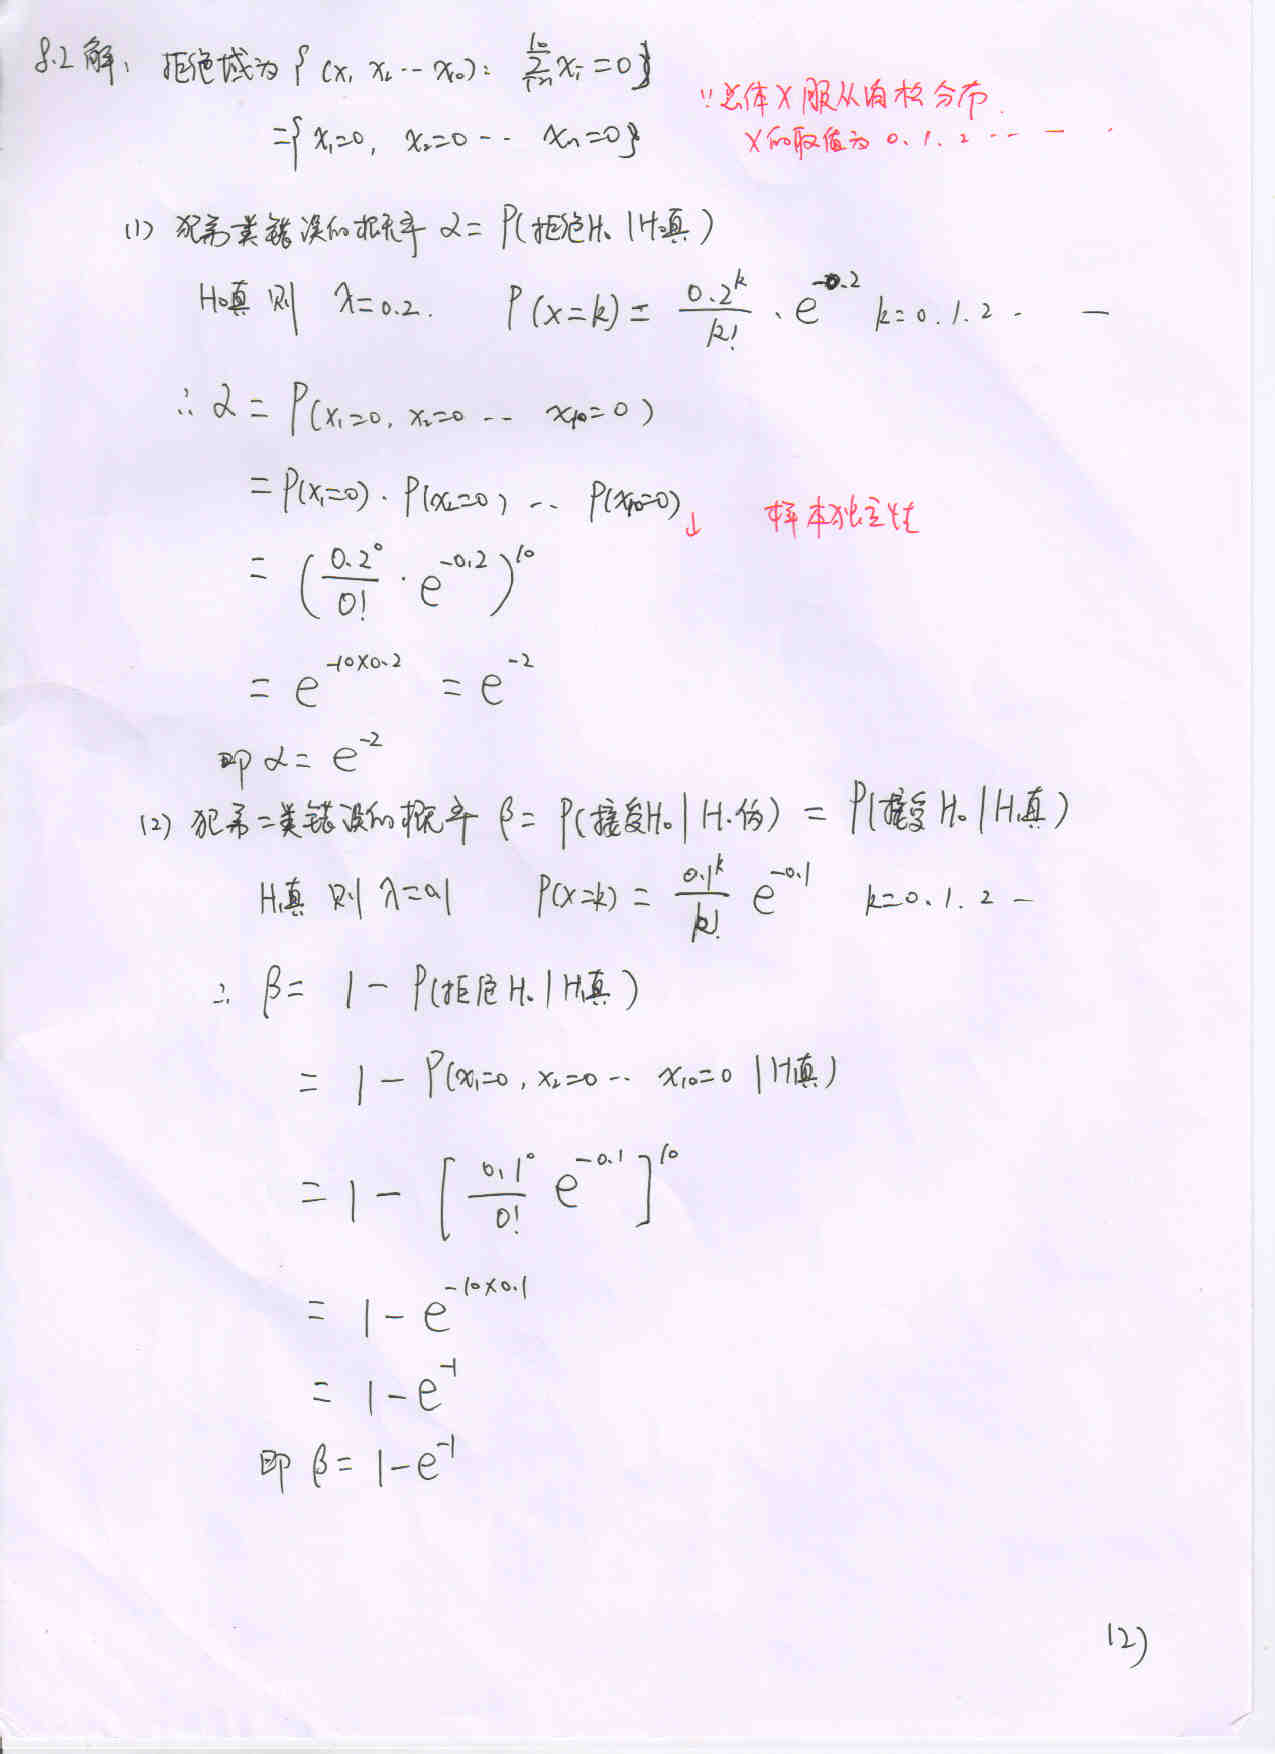 8.2 解: 拒绝域为 { (x₁ x₂ ... x₁₀): ∑_{i=1}^{10} xᵢ = 0 }
= { x₁=0, x₂=0 ... xₙ=0 }
∵ 总体 X 服从泊松分布.
X的取值为 0. 1. 2 ......
(1) 犯第一类错误的概率 α = P(拒绝H₀ | H₀真)
H₀真 则 λ=0.2. P(x=k) = 0.2^k/k! · e^{-0.2} k=0.1.2 ...
∴ α = P(x₁=0, x₂=0 ... x₁₀=0)
= P(x₁=0) · P(x₂=0) ... P(x₁₀=0)
↓ 样本独立性
= (0.2⁰/0! · e^{-0.2})^{10}
= e^{-10×0.2} = e^{-2}
即 α = e^{-2}
(2) 犯第二类错误的概率 β = P(接受H₀ | H₀伪) = P(接受H₀ | H₁真)
H₁真 则 λ=0.1 P(x=k) = 0.1^k/k! e^{-0.1} k=0.1.2 ...
∴ β = 1 - P(拒绝H₀ | H₁真)
= 1 - P(x₁=0, x₂=0 ... x₁₀=0 | H₁真)
= 1 - [0.1⁰/0! e^{-0.1}]^{10}
= 1 - e^{-10×0.1}
= 1 - e^{-1}
即 β = 1 - e^{-1}
12)